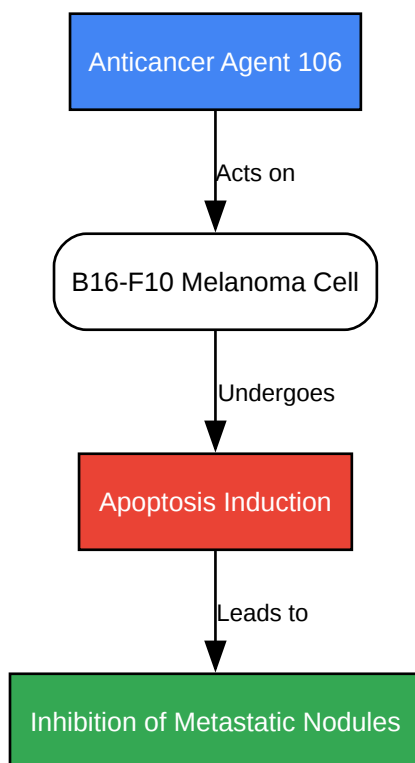 Anticancer Agent 106
Acts on
B16-F10 Melanoma Cell
Undergoes
Apoptosis Induction
Leads to
Inhibition of Metastatic Nodules